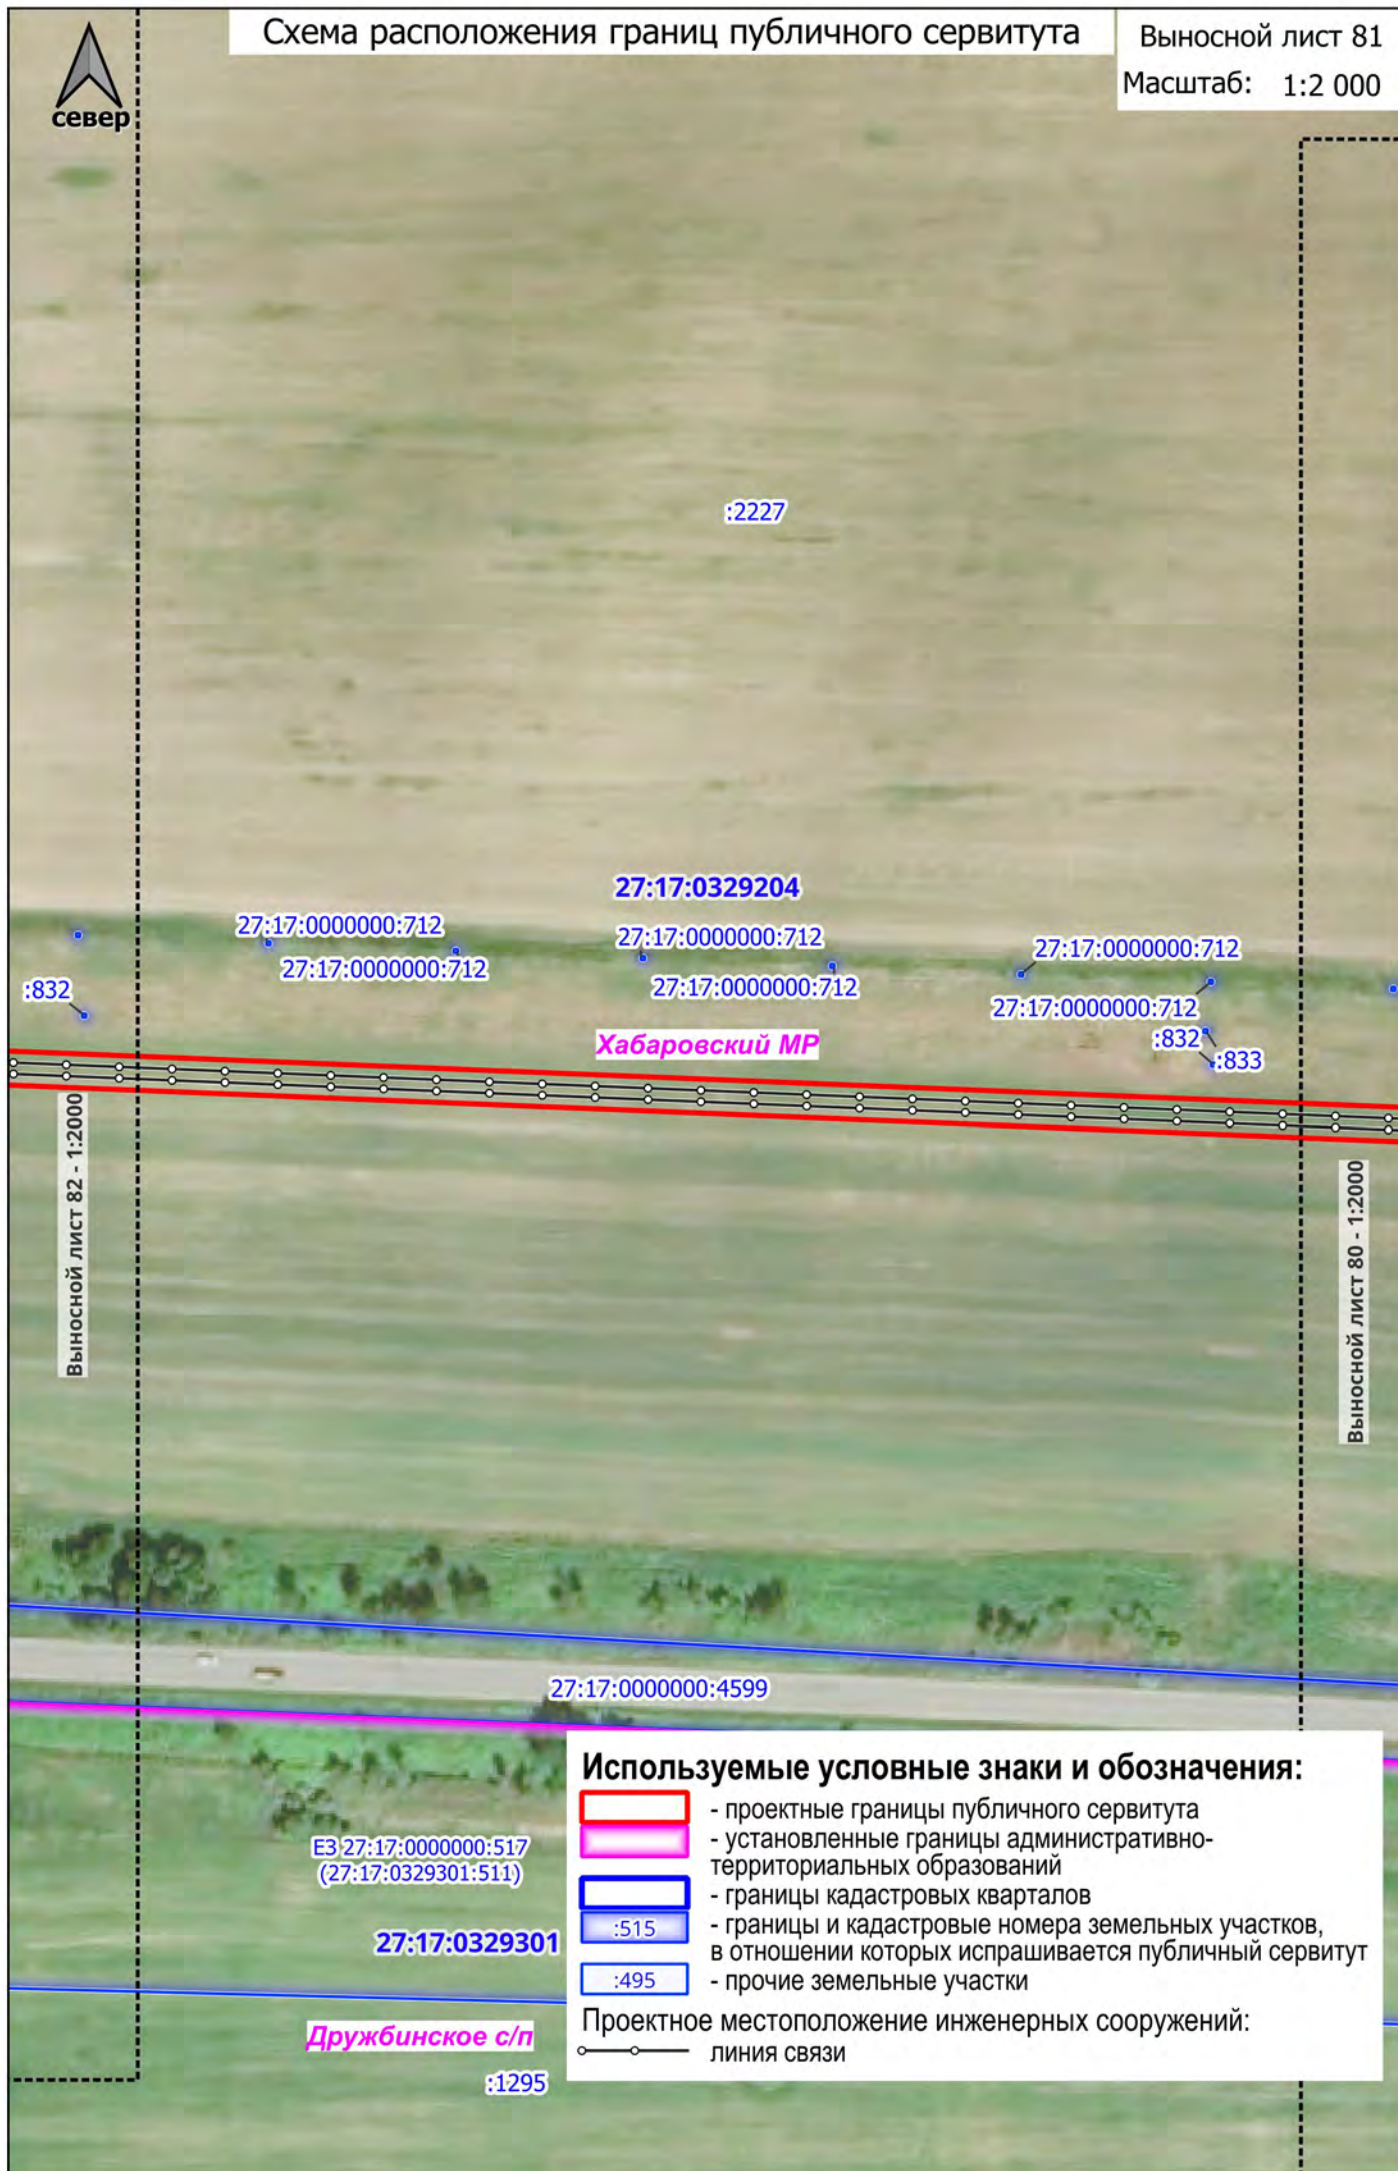 Схема расположения границ публичного сервитута
Выносной лист 81
Масштаб: 1:2 000
север
:2227
27:17:0329204
27:17:0000000:712
27:17:0000000:712
27:17:0000000:712
27:17:0000000:712
27:17:0000000:712
27:17:0000000:712
:832
:832
:833
Хабаровский МР
Выносной лист 82 - 1:2000
Выносной лист 80 - 1:2000
27:17:0000000:4599
ЕЗ 27:17:0000000:517
(27:17:0329301:511)
27:17:0329301
Дружбинское с/п
:1295
Используемые условные знаки и обозначения:
- проектные границы публичного сервитута
- установленные границы административно-
территориальных образований
- границы кадастровых кварталов
:515 - границы и кадастровые номера земельных участков,
в отношении которых испрашивается публичный сервитут
:495 - прочие земельные участки
Проектное местоположение инженерных сооружений:
линия связи